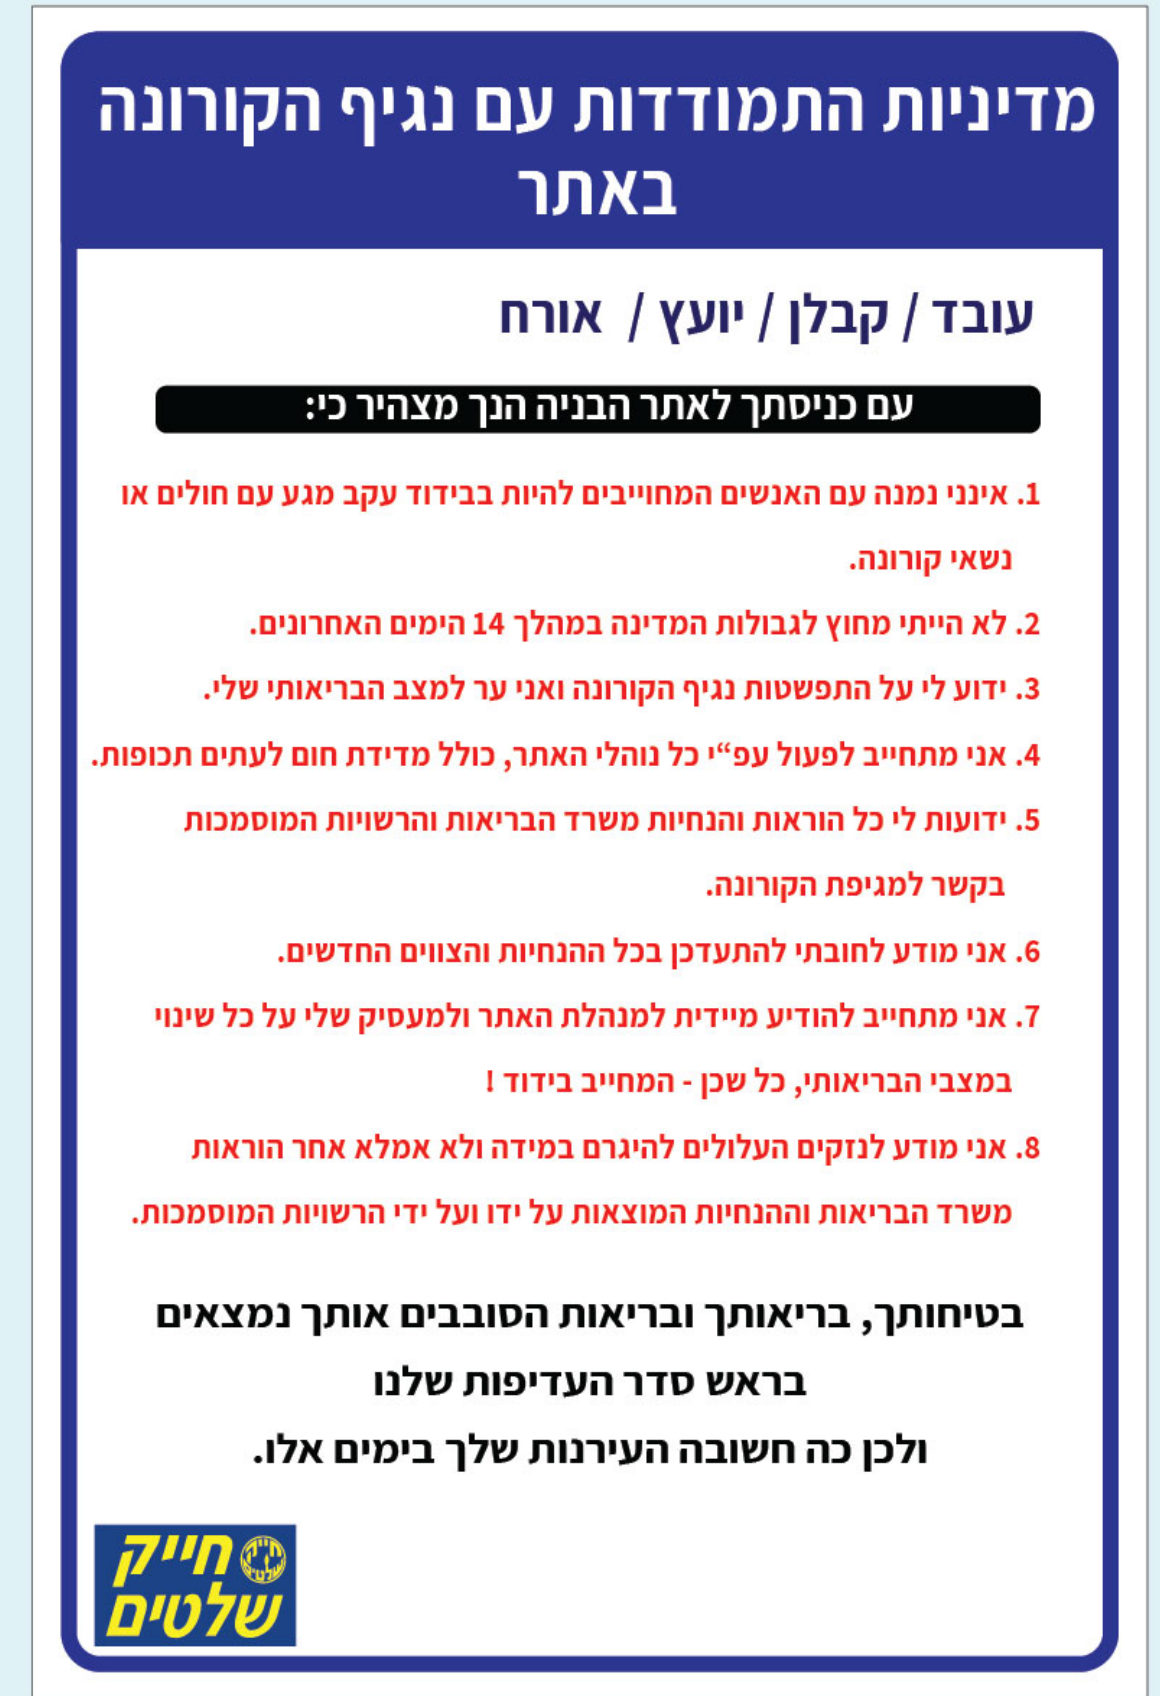 מדיניות התמודדות עם נגיף הקורונה
באתר
עובד / קבלן / יועץ / אורח
עם כניסתך לאתר הבניה הנך מצהיר כי:
1. אינני נמנה עם האנשים המחוייבים להיות בבידוד עקב מגע עם חולים או
נשאי קורונה.
2. לא הייתי מחוץ לגבולות המדינה במהלך 14 הימים האחרונים.
3. ידוע לי על התפשטות נגיף הקורונה ואני ער למצב הבריאותי שלי.
4. אני מתחייב לפעול עפ“י כל נוהלי האתר, כולל מדידת חום לעתים תכופות.
5. ידועות לי כל הוראות והנחיות משרד הבריאות והרשויות המוסמכות
בקשר למגיפת הקורונה.
6. אני מודע לחובתי להתעדכן בכל ההנחיות והצווים החדשים.
7. אני מתחייב להודיע מיידית למנהלת האתר ולמעסיק שלי על כל שינוי
במצבי הבריאותי, כל שכן - המחייב בידוד !
8. אני מודע לנזקים העלולים להיגרם במידה ולא אמלא אחר הוראות
משרד הבריאות וההנחיות המוצאות על ידו ועל ידי הרשויות המוסמכות.
בטיחותך, בריאותך ובריאות הסובבים אותך נמצאים
בראש סדר העדיפות שלנו
ולכן כה חשובה העירנות שלך בימים אלו.
חייק
שלטים